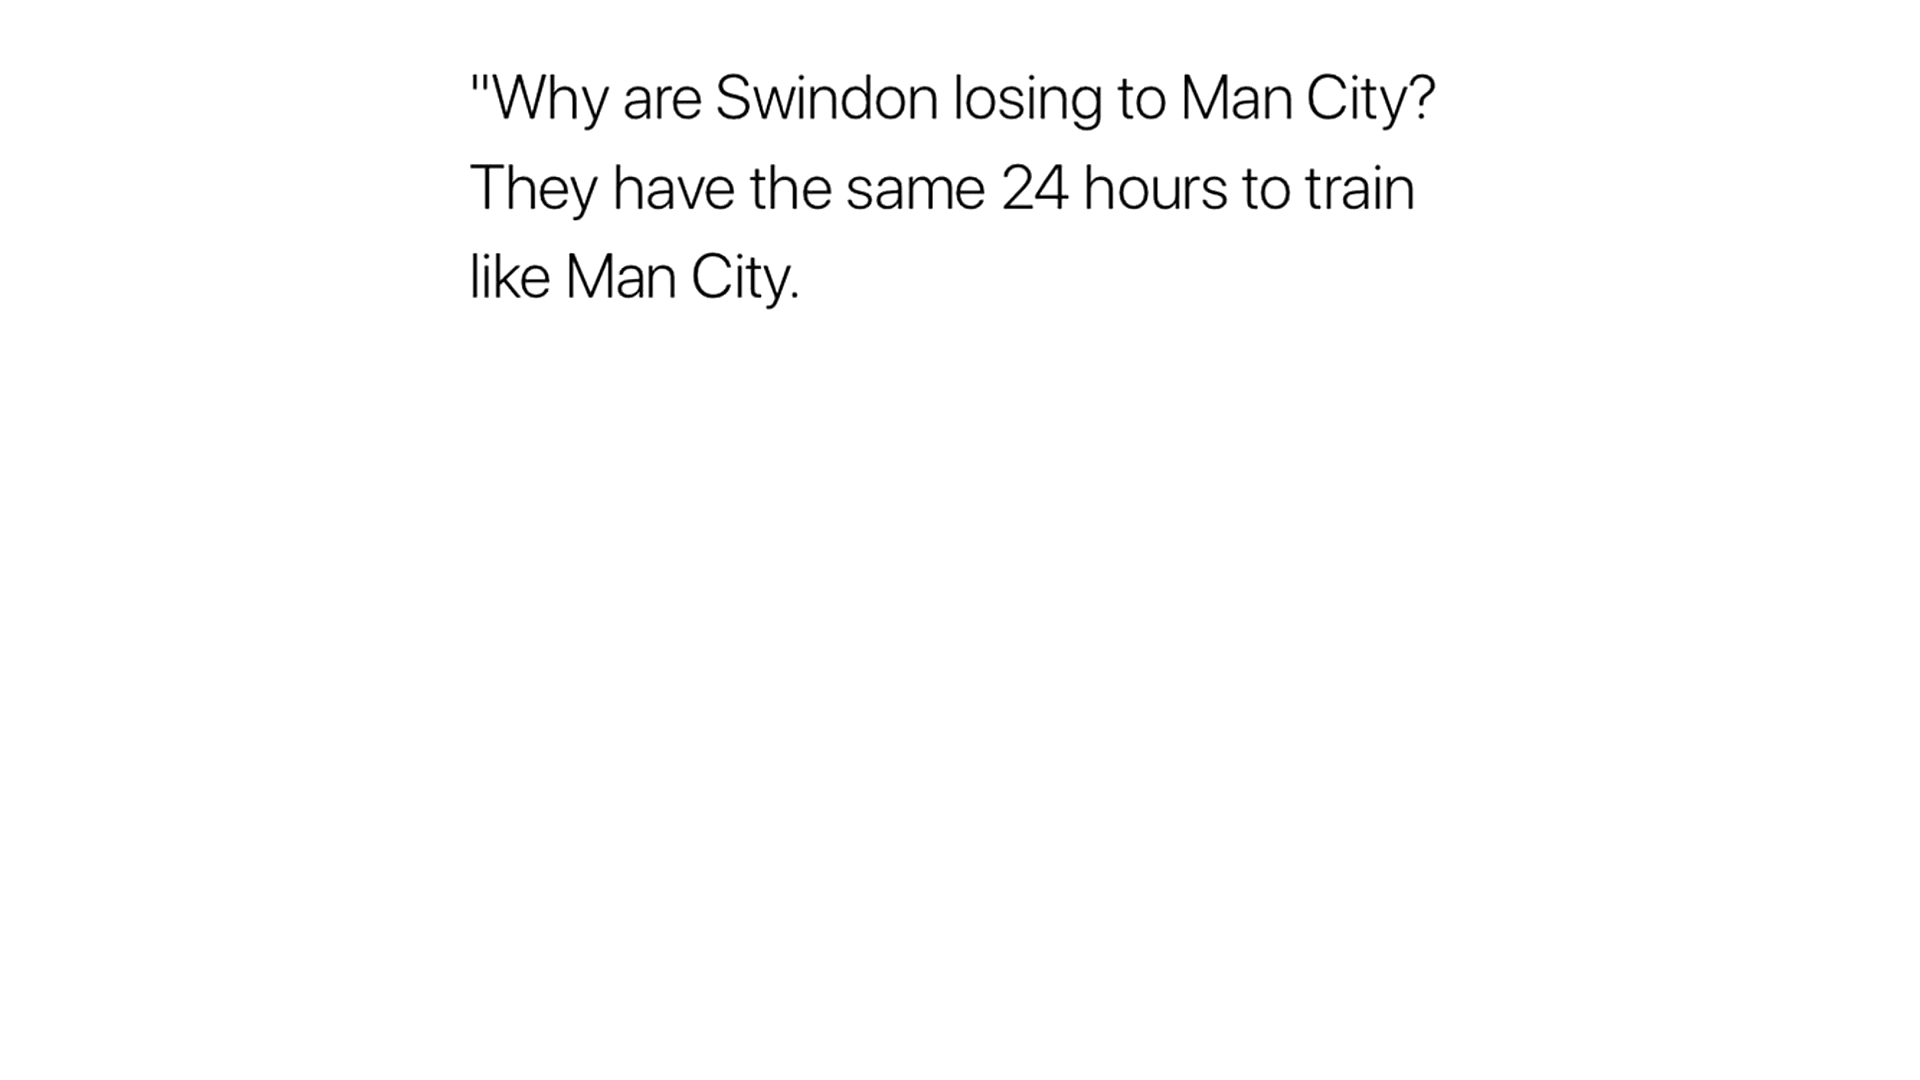 "Why are Swindon losing to Man City?
They have the same 24 hours to train
like Man City.